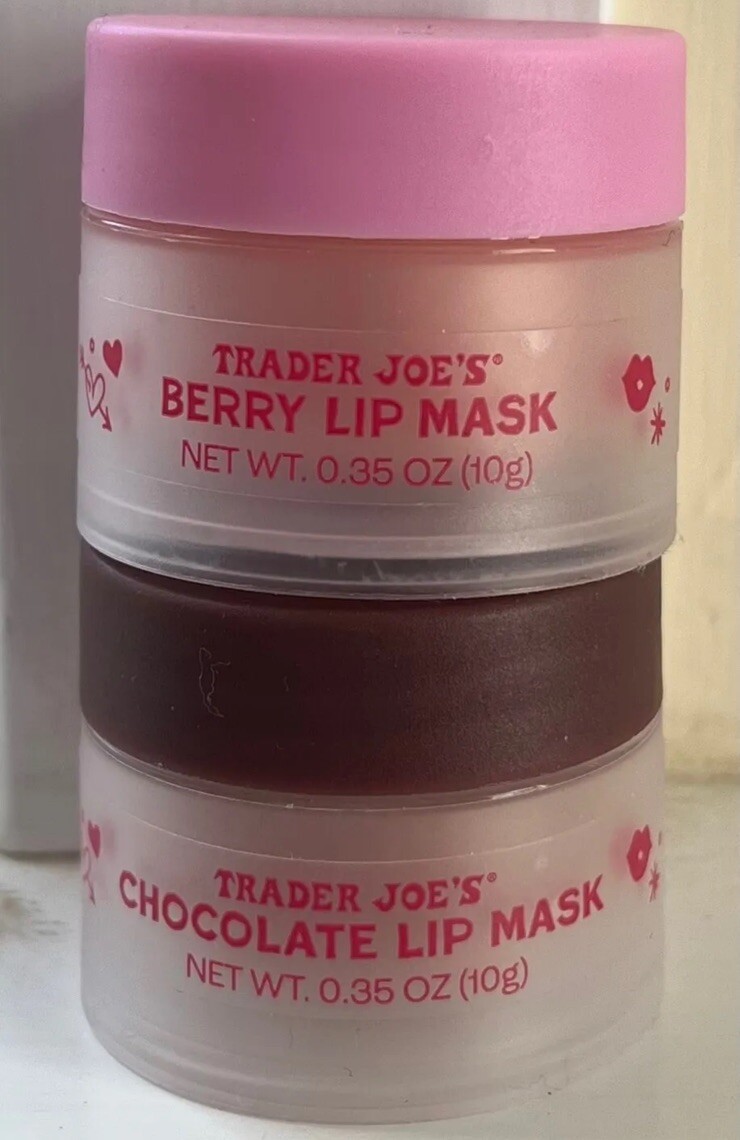 TRADER JOE'S®
BERRY LIP MASK
NET WT. 0.35 OZ (10g)
TRADER JOE'S®
CHOCOLATE LIP MASK
NET WT. 0.35 OZ (10g)